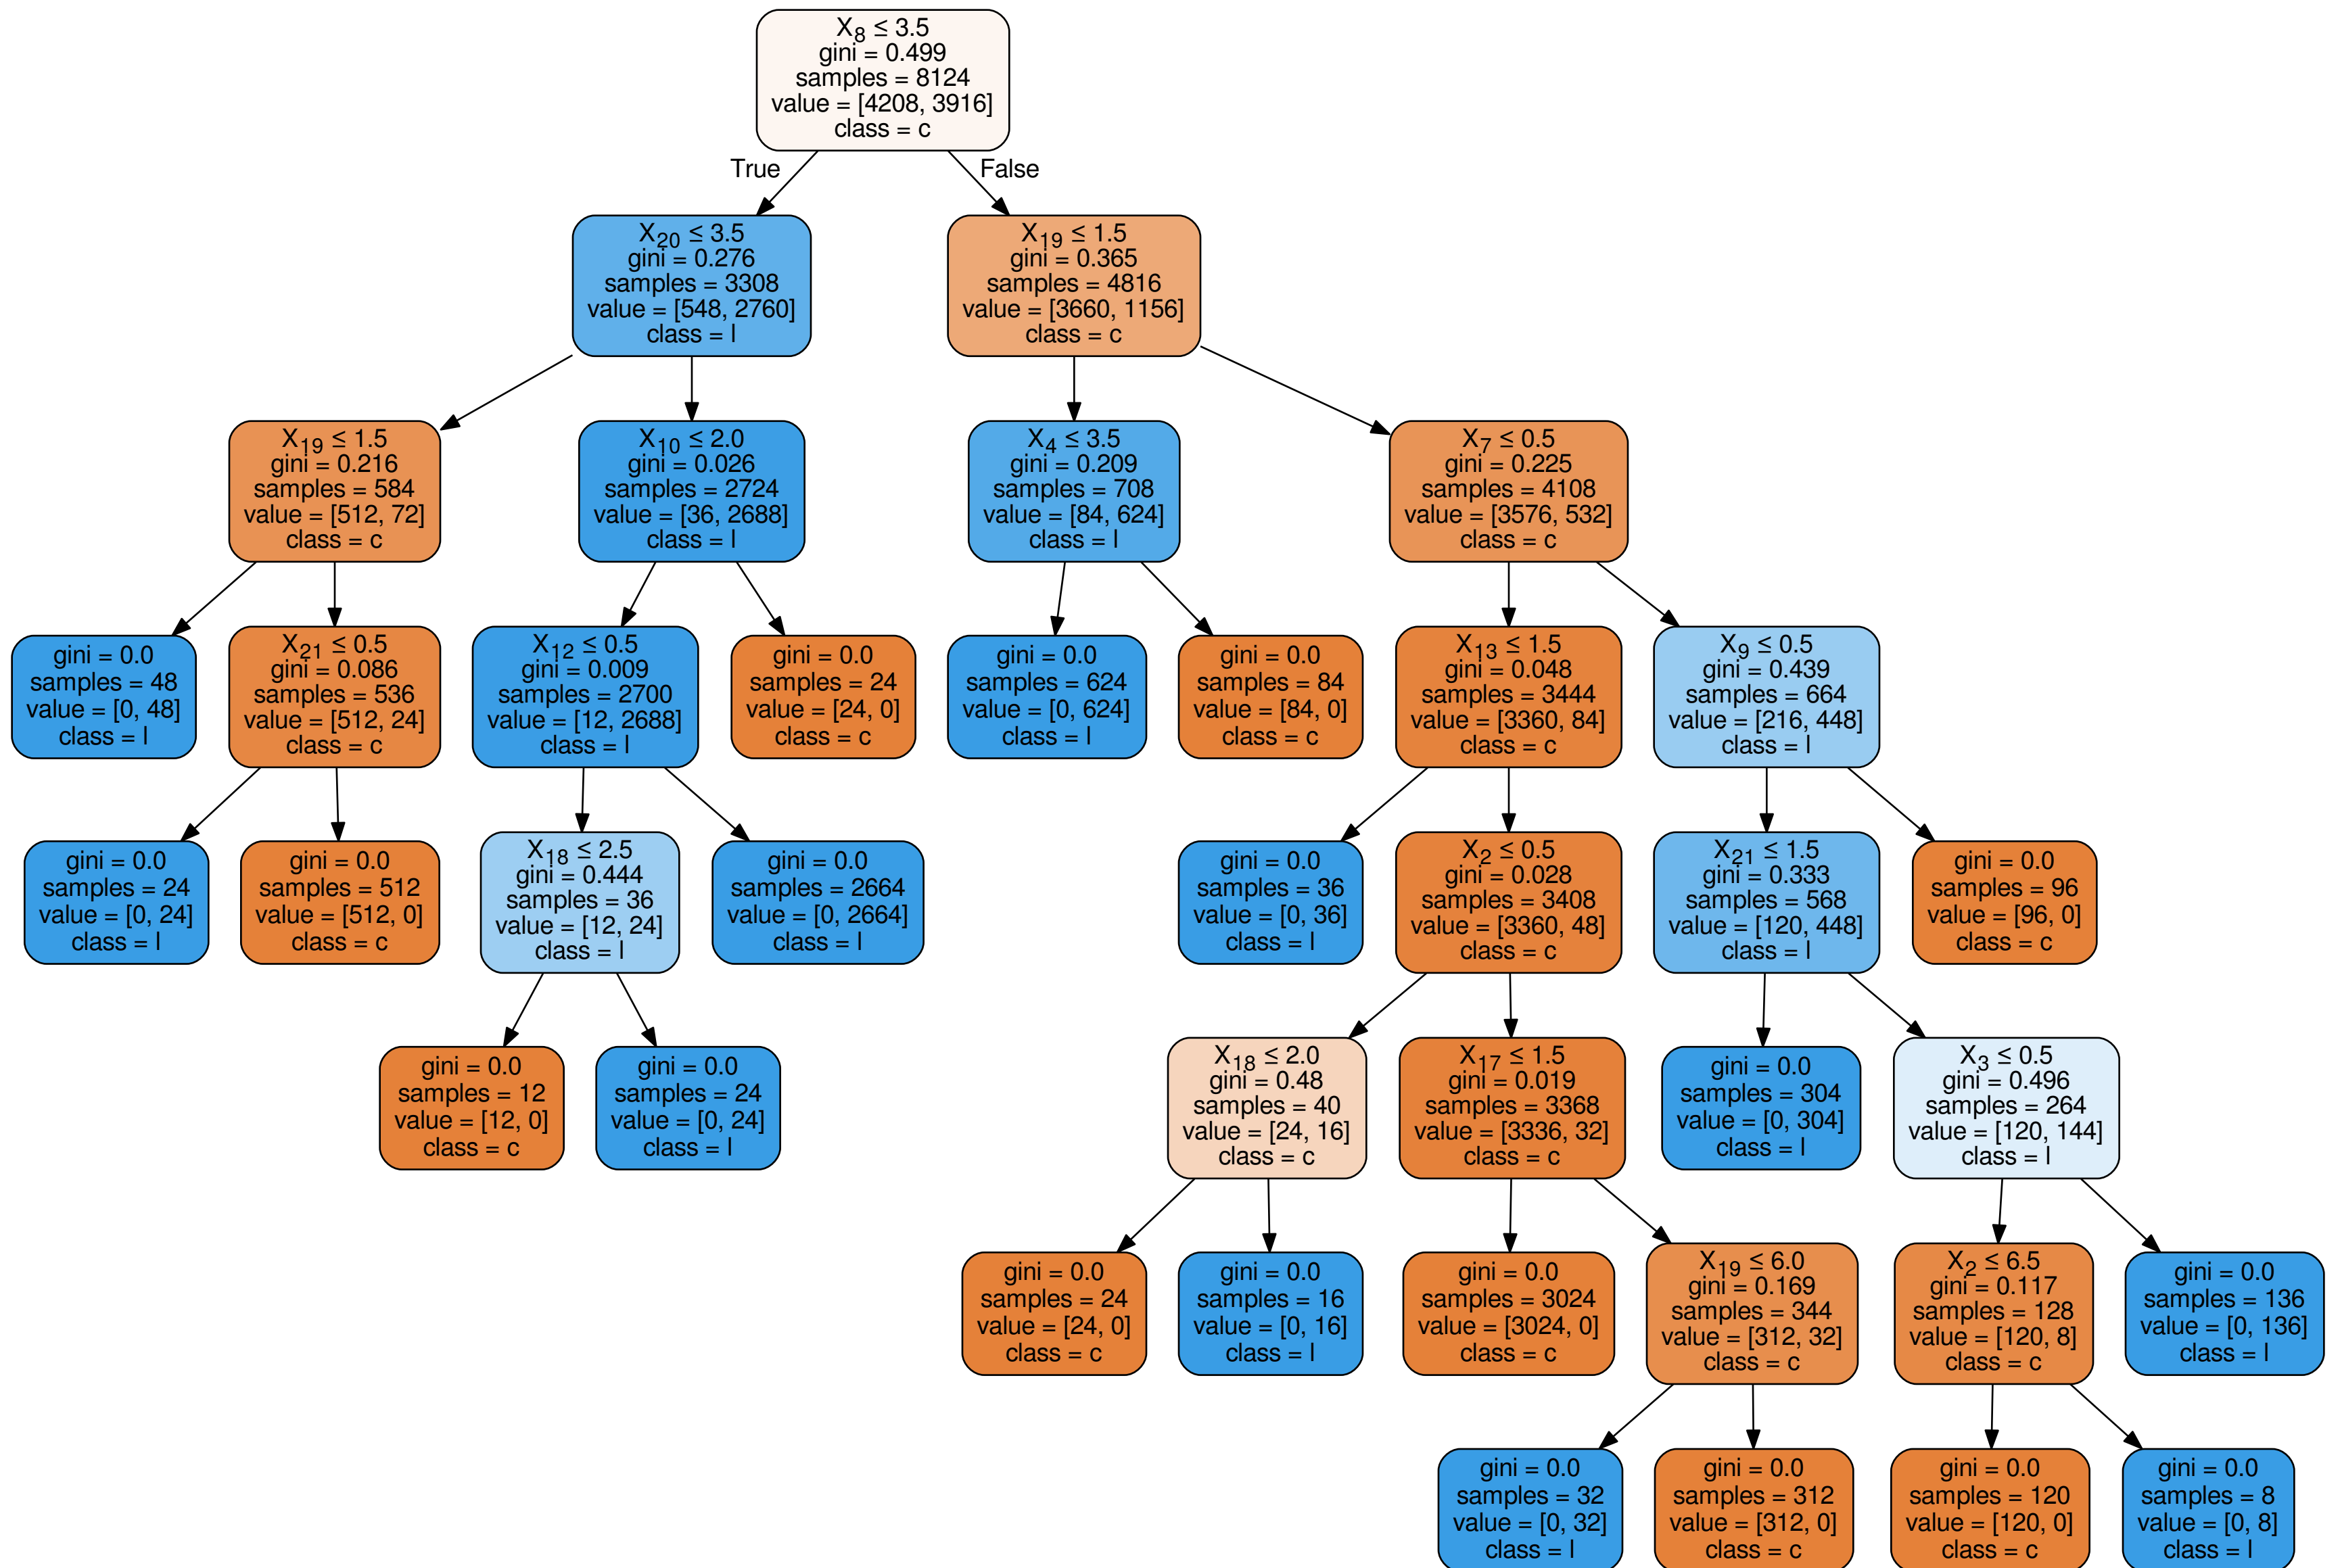 X8 ≤ 3.5
gini = 0.499
samples = 8124
value = [4208, 3916]
class = c
True
False
X20 ≤ 3.5
gini = 0.276
samples = 3308
value = [548, 2760]
class = l
X19 ≤ 1.5
gini = 0.365
samples = 4816
value = [3660, 1156]
class = c
X19 ≤ 1.5
gini = 0.216
samples = 584
value = [512, 72]
class = c
X10 ≤ 2.0
gini = 0.026
samples = 2724
value = [36, 2688]
class = l
X4 ≤ 3.5
gini = 0.209
samples = 708
value = [84, 624]
class = l
X7 ≤ 0.5
gini = 0.225
samples = 4108
value = [3576, 532]
class = c
gini = 0.0
samples = 48
value = [0, 48]
class = l
X21 ≤ 0.5
gini = 0.086
samples = 536
value = [512, 24]
class = c
X12 ≤ 0.5
gini = 0.009
samples = 2700
value = [12, 2688]
class = l
gini = 0.0
samples = 24
value = [24, 0]
class = c
gini = 0.0
samples = 624
value = [0, 624]
class = l
gini = 0.0
samples = 84
value = [84, 0]
class = c
X13 ≤ 1.5
gini = 0.048
samples = 3444
value = [3360, 84]
class = c
X9 ≤ 0.5
gini = 0.439
samples = 664
value = [216, 448]
class = l
gini = 0.0
samples = 24
value = [0, 24]
class = l
gini = 0.0
samples = 512
value = [512, 0]
class = c
X18 ≤ 2.5
gini = 0.444
samples = 36
value = [12, 24]
class = l
gini = 0.0
samples = 2664
value = [0, 2664]
class = l
gini = 0.0
samples = 36
value = [0, 36]
class = l
X2 ≤ 0.5
gini = 0.028
samples = 3408
value = [3360, 48]
class = c
X21 ≤ 1.5
gini = 0.333
samples = 568
value = [120, 448]
class = l
gini = 0.0
samples = 96
value = [96, 0]
class = c
gini = 0.0
samples = 12
value = [12, 0]
class = c
gini = 0.0
samples = 24
value = [0, 24]
class = l
X18 ≤ 2.0
gini = 0.48
samples = 40
value = [24, 16]
class = c
X17 ≤ 1.5
gini = 0.019
samples = 3368
value = [3336, 32]
class = c
gini = 0.0
samples = 304
value = [0, 304]
class = l
X3 ≤ 0.5
gini = 0.496
samples = 264
value = [120, 144]
class = l
gini = 0.0
samples = 24
value = [24, 0]
class = c
gini = 0.0
samples = 16
value = [0, 16]
class = l
gini = 0.0
samples = 3024
value = [3024, 0]
class = c
X19 ≤ 6.0
gini = 0.169
samples = 344
value = [312, 32]
class = c
X2 ≤ 6.5
gini = 0.117
samples = 128
value = [120, 8]
class = c
gini = 0.0
samples = 136
value = [0, 136]
class = l
gini = 0.0
samples = 32
value = [0, 32]
class = l
gini = 0.0
samples = 312
value = [312, 0]
class = c
gini = 0.0
samples = 120
value = [120, 0]
class = c
gini = 0.0
samples = 8
value = [0, 8]
class = l